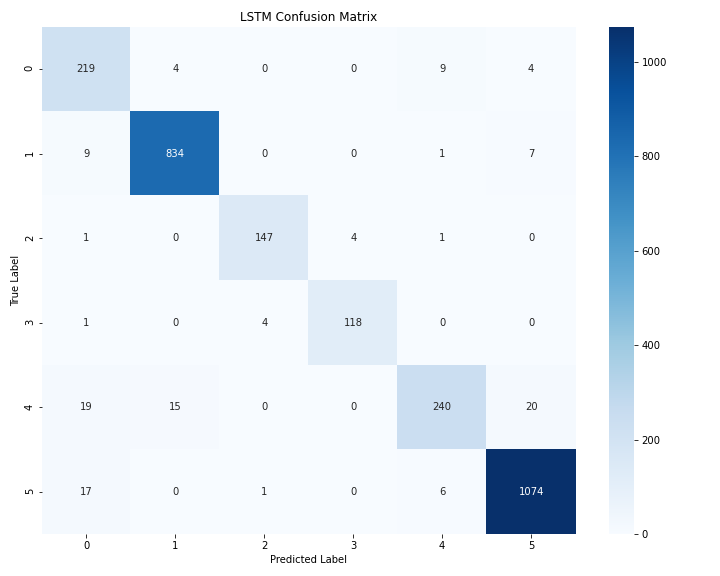 LSTM Confusion Matrix
True Label
0 219 4 0 0 9 4
1 9 834 0 0 1 7
2 1 0 147 4 1 0
3 1 0 4 118 0 0
4 19 15 0 0 240 20
5 17 0 1 0 6 1074
0 1 2 3 4 5
Predicted Label
1000
800
600
400
200
0